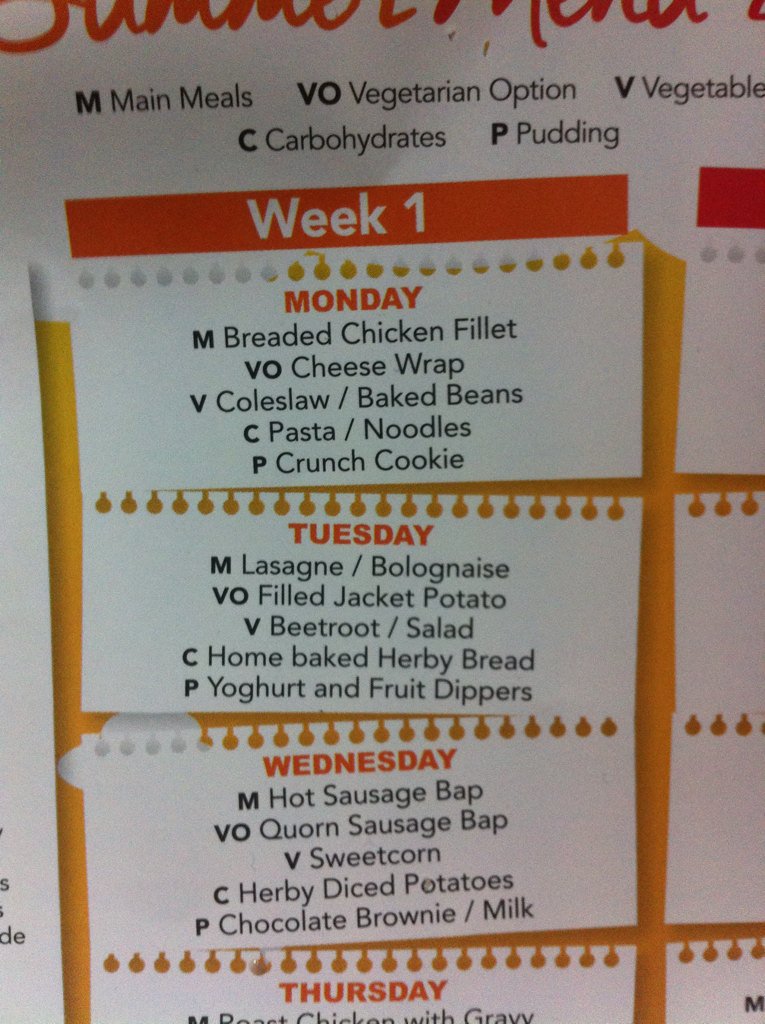 Summer Menu
M Main Meals VO Vegetarian Option V Vegetable
C Carbohydrates P Pudding
Week 1
MONDAY
M Breaded Chicken Fillet
VO Cheese Wrap
V Coleslaw / Baked Beans
C Pasta / Noodles
P Crunch Cookie
TUESDAY
M Lasagne / Bolognaise
VO Filled Jacket Potato
V Beetroot / Salad
C Home baked Herby Bread
P Yoghurt and Fruit Dippers
WEDNESDAY
M Hot Sausage Bap
VO Quorn Sausage Bap
V Sweetcorn
C Herby Diced Potatoes
P Chocolate Brownie / Milk
THURSDAY
M Roast Chicken with Gravy
M